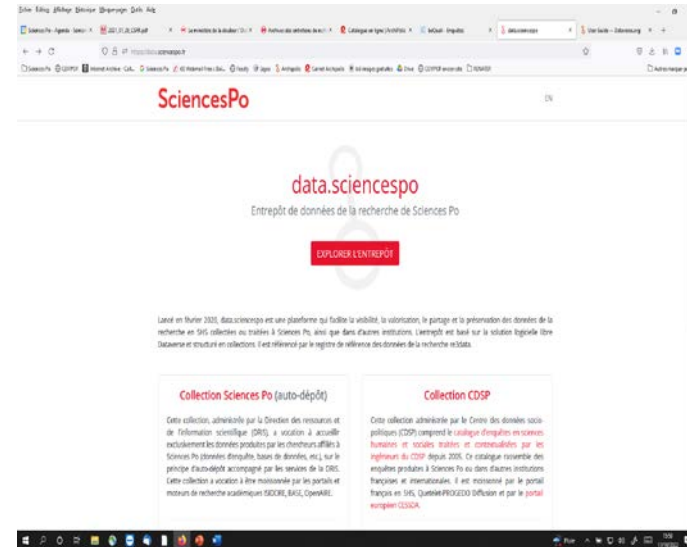 Fichier Édition Affichage Historique Marque-pages Outils Aide
SciencesPo
EN
data.sciencespo
Entrepôt de données de la recherche de Sciences Po
EXPLORER L'ENTREPÔT
Lancé en février 2020, data.sciencespo est une plateforme qui facilite la visibilité, la valorisation, le partage et la préservation des données de la
recherche en SHS collectées ou traitées à Sciences Po, ainsi que dans d'autres institutions. L'entrepôt est basé sur la solution logicielle libre
Dataverse et structuré en collections. Il est référencé par le registre de référence des données de la recherche re3data.
Collection Sciences Po (auto-dépôt)
Cette collection, administrée par la Direction des ressources et
de l'information scientifique (DRIS), a vocation à accueillir
exclusivement les données produites par les chercheurs affiliés à
Sciences Po (données d'enquête, bases de données, etc.), sur le
principe d'auto-dépôt accompagné par les services de la DRIS.
Cette collection a vocation à être moissonnée par les portails et
moteurs de recherche académiques ISIDORE, BASE, OpenAIRE.
Collection CDSP
Cette collection administrée par le Centre des données socio-
politiques (CDSP) comprend le catalogue d'enquêtes en sciences
humaines et sociales traitées et contextualisées par les
ingénieurs du CDSP depuis 2005. Ce catalogue rassemble des
enquêtes produites à Sciences Po ou dans d'autres institutions
françaises et internationales. Il est moissonné par le portail
français en SHS, Quetelet-PROGEDO Diffusion et par le portail
européen CESSDA.